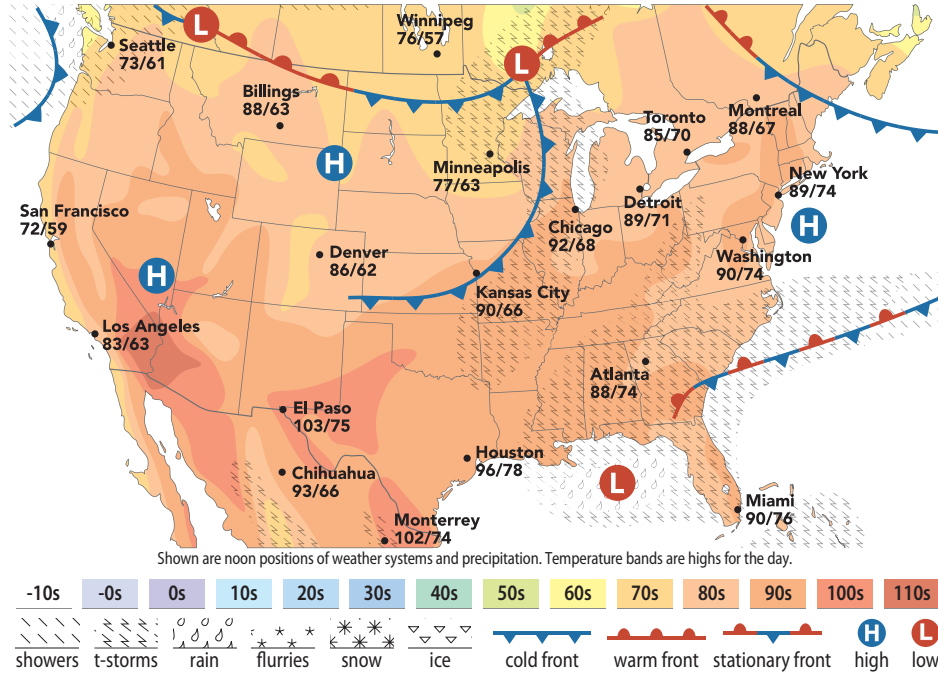 L
Winnipeg
76/57
Seattle
73/61
L
Billings
88/63
Toronto
85/70
Montreal
88/67
H
Minneapolis
77/63
New York
89/74
San Francisco
72/59
Detroit
89/71
Chicago
92/68
H
Denver
86/62
Washington
90/74
H
Kansas City
90/66
Los Angeles
83/63
Atlanta
88/74
El Paso
103/75
Houston
96/78
Chihuahua
93/66
L
Miami
90/76
Monterrey
102/74
Shown are noon positions of weather systems and precipitation. Temperature bands are highs for the day.
-10s -0s 0s 10s 20s 30s 40s 50s 60s 70s 80s 90s 100s 110s
H L
showers t-storms rain flurries snow ice cold front warm front stationary front high low